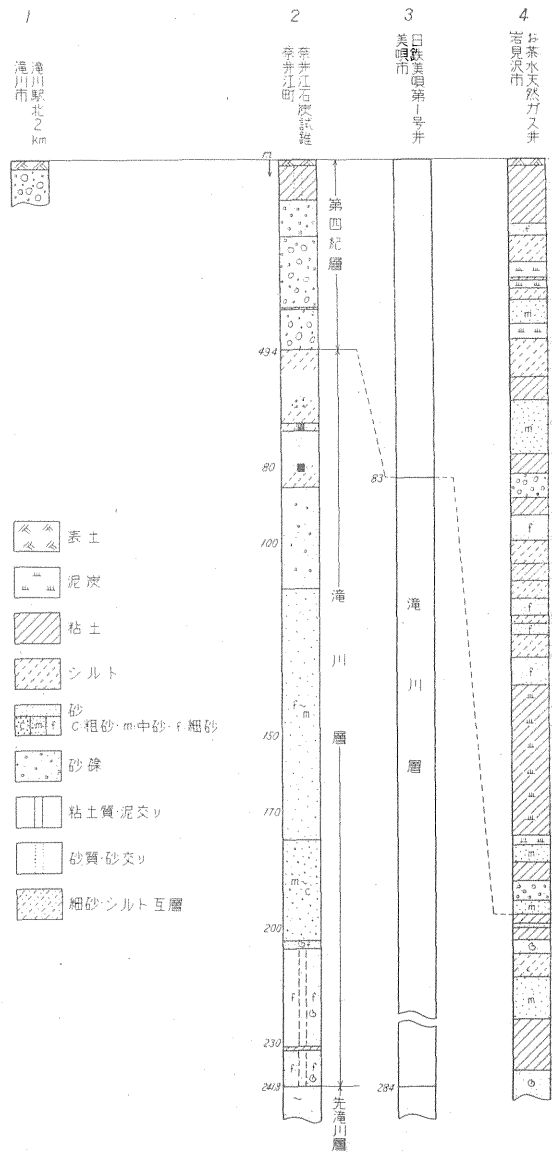 1
滝川駅北2km
滝川市
2
奈井江石炭試錐
奈井江町
3
日鉄美唄第1号井
美唄市
4
お茶水天然ガス井
岩見沢市
m
第四紀層
494
80
83
100
滝川層
滝川層
f~m
150
170
m~c
200
f
f
f
230
f
f
2418
284
先滝川層
f
m
m
f
f
f
f
m
m
m
表土
泥炭
粘土
シルト
砂
c 粗砂・m 中砂・f 細砂
砂礫
粘土質・泥交り
砂質・砂交り
細砂・シルト互層